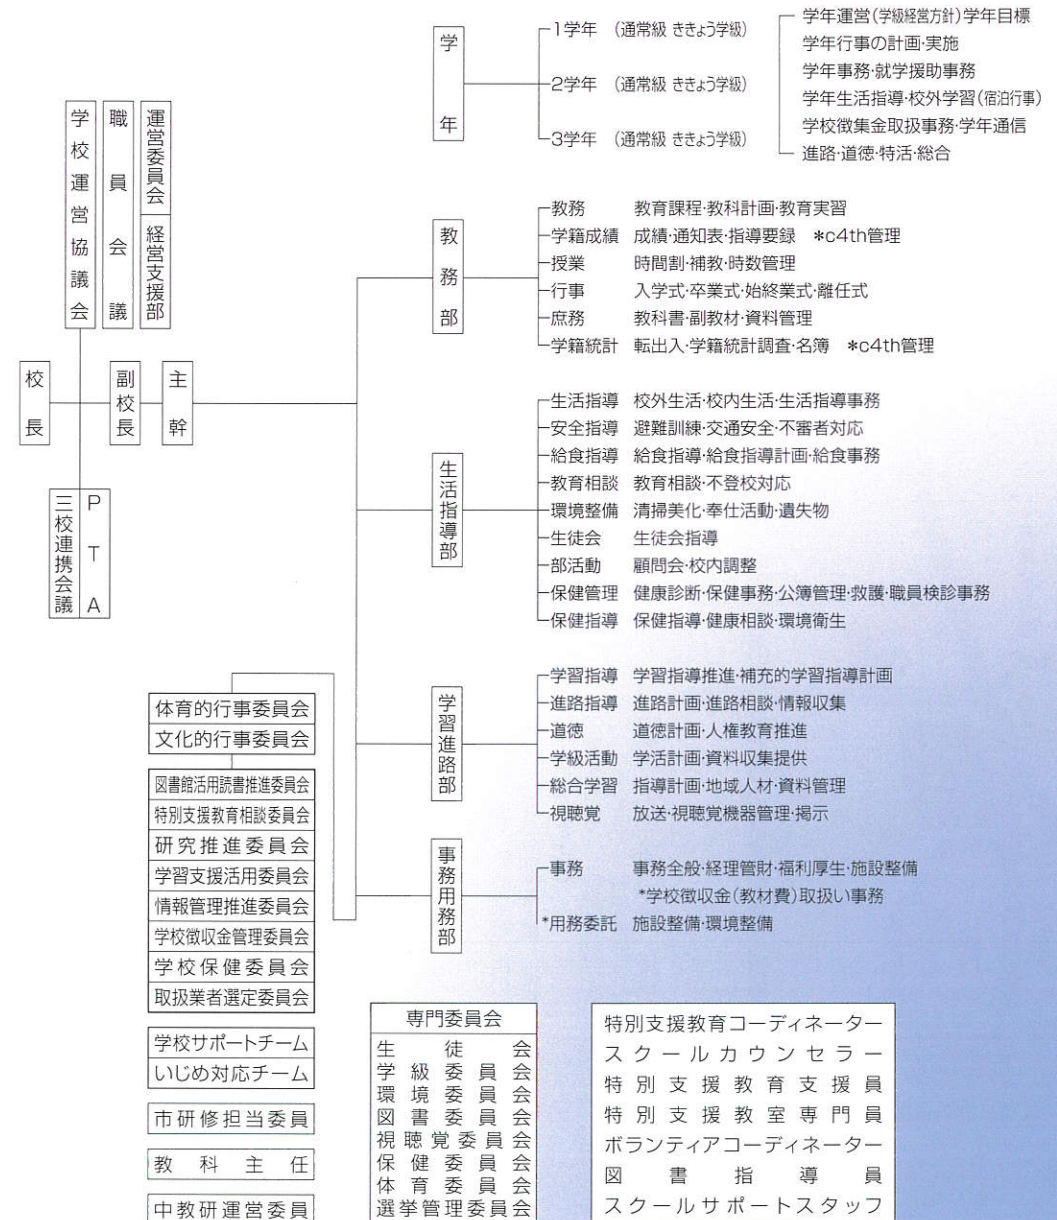 学年
1学年 （通常級 ききょう学級）
2学年 （通常級 ききょう学級）
3学年 （通常級 ききょう学級）
学年運営（学級経営方針）学年目標
学年行事の計画・実施
学年事務・就学援助事務
学年生活指導・校外学習（宿泊行事）
学校徴集金取扱事務・学年通信
進路・道徳・特活・総合
学校運営協議会
職員会議
運営委員会
経営支援部
校長
副校長
主幹
三校連携会議
PTA
教務部
教務 教育課程・教科計画・教育実習
学籍成績 成績・通知表・指導要録 *c4th管理
授業 時間割・補教・時数管理
行事 入学式・卒業式・始終業式・離任式
庶務 教科書・副教材・資料管理
学籍統計 転出入・学籍統計調査・名簿 *c4th管理
生活指導部
生活指導 校外生活・校内生活・生活指導事務
安全指導 避難訓練・交通安全・不審者対応
給食指導 給食指導・給食指導計画・給食事務
教育相談 教育相談・不登校対応
環境整備 清掃美化・奉仕活動・遺失物
生徒会 生徒会指導
部活動 顧問会・校内調整
保健管理 健康診断・保健事務・公簿管理・救護・職員検診事務
保健指導 保健指導・健康相談・環境衛生
学習進路部
学習指導 学習指導推進・補充的学習指導計画
進路指導 進路計画・進路相談・情報収集
道徳 道徳計画・人権教育推進
学級活動 学活計画・資料収集提供
総合学習 指導計画・地域人材・資料管理
視聴覚 放送・視聴覚機器管理・掲示
事務用務部
事務 事務全般・経理管財・福利厚生・施設整備
*学校徴収金（教材費）取扱い事務
*用務委託 施設整備・環境整備
体育的行事委員会
文化的行事委員会
図書館活用読書推進委員会
特別支援教育相談委員会
研究推進委員会
学習支援活用委員会
情報管理推進委員会
学校徴収金管理委員会
学校保健委員会
取扱業者選定委員会
学校サポートチーム
いじめ対応チーム
市研修担当委員
教科主任
中教研運営委員
専門委員会
生徒会
学級委員会
環境委員会
図書委員会
視聴覚委員会
保健委員会
体育委員会
選挙管理委員会
特別支援教育コーディネーター
スクールカウンセラー
特別支援教育支援員
特別支援教室専門員
ボランティアコーディネーター
図書指導員
スクールサポートスタッフ